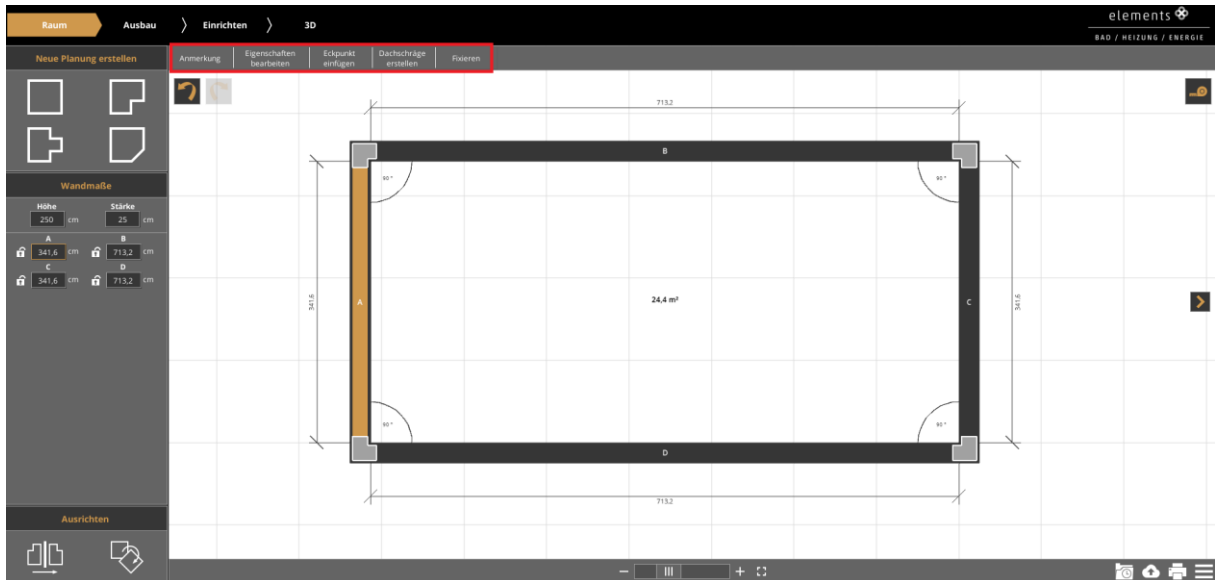 Raum
Ausbau
Einrichten
3D
elements
BAD / HEIZUNG / ENERGIE
Neue Planung erstellen
Anmerkung
Eigenschaften
bearbeiten
Eckpunkt
einfügen
Dachschräge
erstellen
Fixieren
Wandmaße
Höhe
Stärke
250 cm
25 cm
A
B
341,6 cm
713,2 cm
C
D
341,6 cm
713,2 cm
Ausrichten
713,2
B
90 °
90 °
341,6
A
24,4 m²
C
341,6
90 °
90 °
D
713,2